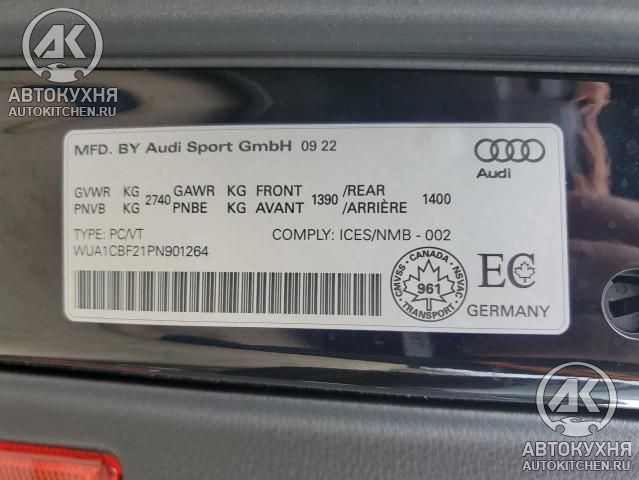 AK
АВТОКУХНЯ
AUTOKITCHEN.RU
MFD. BY Audi Sport GmbH 09 22
Audi
GVWR KG 2740 GAWR KG FRONT 1390 /REAR 1400
PNVB KG PNBE KG AVANT /ARRIÈRE
TYPE: PC/VT COMPLY: ICES/NMB - 002
WUA1CBF21PN901264
CMVSS - CANADA - NSVAC
961
TRANSPORT
EC
GERMANY
AK
АВТОКУХНЯ
AUTOKITCHEN.RU